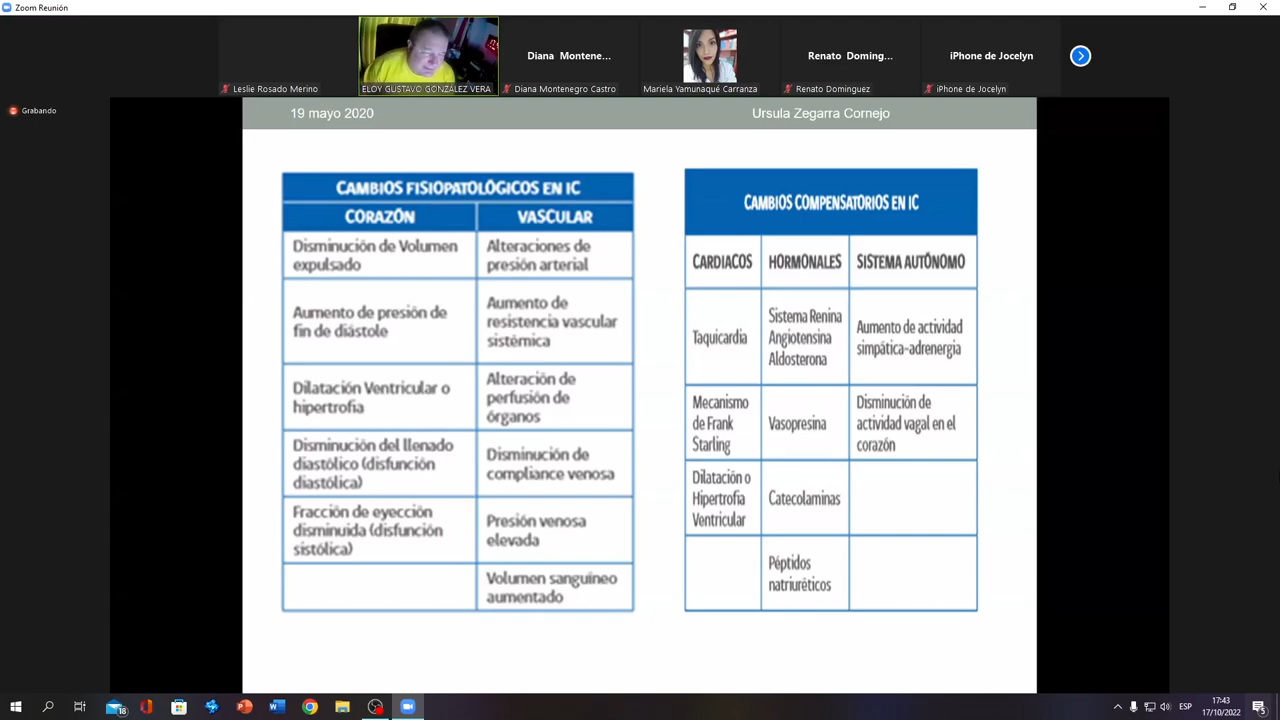 Zoom Reunión
Leslie Rosado Merino
ELOY GUSTAVO GONZALEZ VERA
Diana Montene...
Diana Montenegro Castro
Mariela Yamunaqué Carranza
Renato Doming...
Renato Dominguez
iPhone de Jocelyn
iPhone de Jocelyn
Grabando
19 mayo 2020
Ursula Zegarra Cornejo
CAMBIOS FISIOPATOLÓGICOS EN IC
CORAZÓN
VASCULAR
Disminución de Volumen
expulsado
Alteraciones de
presión arterial
Aumento de presión de
fin de diástole
Aumento de
resistencia vascular
sistémica
Dilatación Ventricular o
hipertrofia
Alteración de
perfusión de
órganos
Disminución del llenado
diastólico (disfunción
diastólica)
Disminución de
compliance venosa
Fracción de eyección
disminuida (disfunción
sistólica)
Presión venosa
elevada
Volumen sanguíneo
aumentado
CAMBIOS COMPENSATORIOS EN IC
CARDIACOS
HORMONALES
SISTEMA AUTÓNOMO
Taquicardia
Sistema Renina
Angiotensina
Aldosterona
Aumento de actividad
simpática-adrenergia
Mecanismo
de Frank
Starling
Vasopresina
Disminución de
actividad vagal en el
corazón
Dilatación o
Hipertrofia
Ventricular
Catecolaminas
Péptidos
natriuréticos
18
ESP
17:43
17/10/2022
5